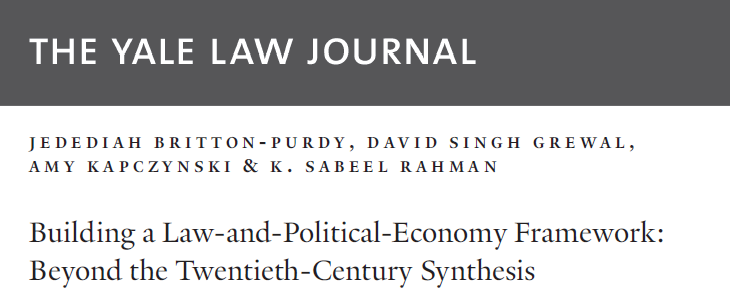 THE YALE LAW JOURNAL
JEDEDIAH BRITTON-PURDY, DAVID SINGH GREWAL,
AMY KAPCZYNSKI & K. SABEEL RAHMAN
Building a Law-and-Political-Economy Framework:
Beyond the Twentieth-Century Synthesis